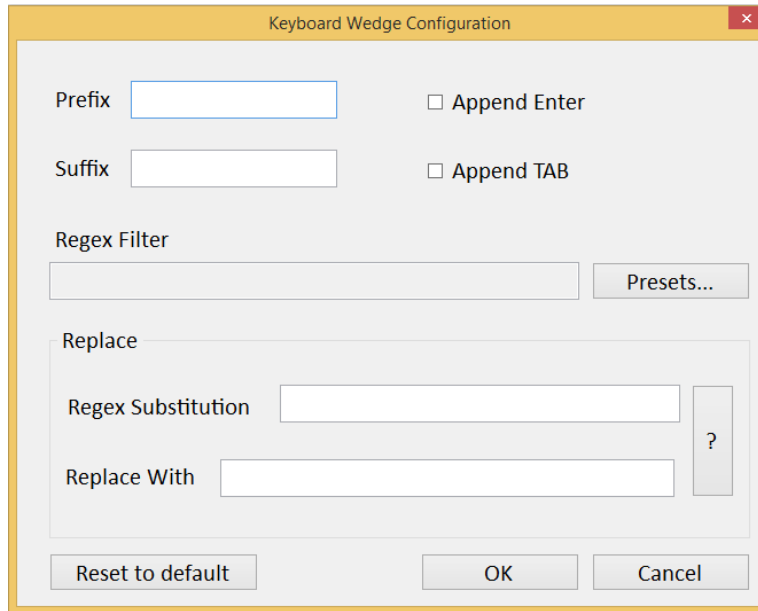 Keyboard Wedge Configuration
Prefix
Append Enter
Suffix
Append TAB
Regex Filter
Presets...
Replace
Regex Substitution
?
Replace With
Reset to default
OK
Cancel